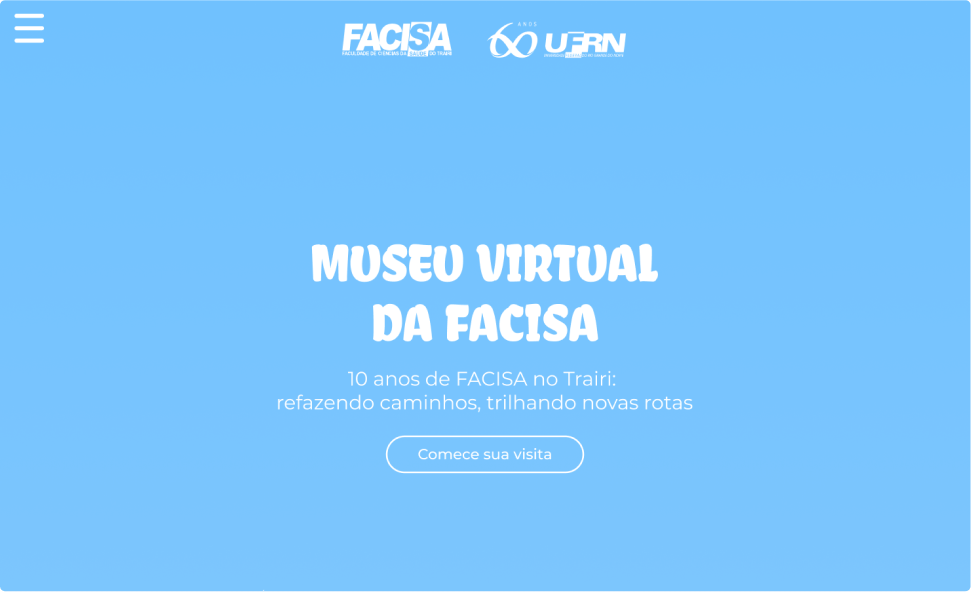 FACISA
FACULDADE DE CIÊNCIAS DA SAÚDE DO TRAIRI
60 ANOS
UFRN
MUSEU VIRTUAL
DA FACISA
10 anos de FACISA no Trairi:
refazendo caminhos, trilhando novas rotas
Comece sua visita